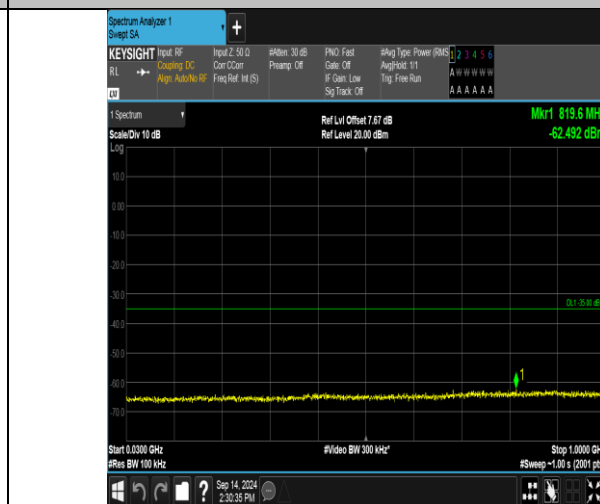 Spectrum Analyzer 1
Swept SA
+
KEYSIGHT Input: RF Input Z: 50 Ω #Atten: 30 dB PNO: Fast #Avg Type: Power (RMS 1 2 3 4 5 6
RL Coupling: DC Corr CCorr Preamp: Off Gate: Off Avg|Hold: 1/1 A W W W W W
Align: Auto/No RF Freq Ref: Int (S) IF Gain: Low Trig: Free Run
Sig Track: Off A A A A A A
LXI
1 Spectrum Ref Lvl Offset 7.67 dB Mkr1 819.6 MH
Scale/Div 10 dB Ref Level 20.00 dBm -62.492 dBm
Log
10.0
0.00
-10.0
-20.0
-30.0
DL1 -35.00 dB
-40.0
-50.0
1
-60.0
-70.0
Start 0.0300 GHz #Video BW 300 kHz* Stop 1.0000 GH
#Res BW 100 kHz #Sweep ~1.00 s (2001 pts
? Sep 14, 2024
2:30:35 PM